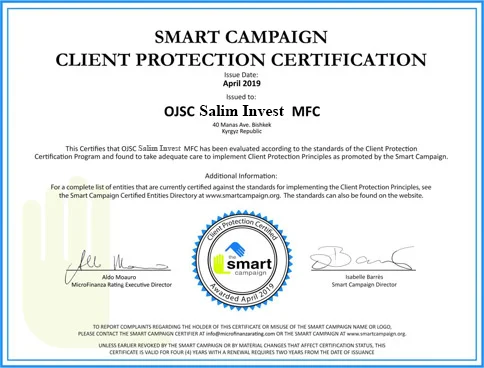 SMART CAMPAIGN
CLIENT PROTECTION CERTIFICATION
Issue Date:
April 2019
Issued to:
OJSC Salim Invest MFC
40 Manas Ave. Bishkek
Kyrgyz Republic
This Certifies that OJSC Salim Invest MFC has been evaluated according to the standards of the Client Protection
Certification Program and found to take adequate care to implement Client Protection Principles as promoted by the Smart Campaign.
Additional Information:
For a complete list of entities that are currently certified against the standards for implementing the Client Protection Principles, see
the Smart Campaign Certified Entities Directory at www.smartcampaign.org. The standards can also be found on the website.
Client Protection Certified
the
smart
campaign
Awarded April 2019
Aldo Moauro
MicroFinanza Rating Executive Director
Isabelle Barrès
Smart Campaign Director
TO REPORT COMPLAINTS REGARDING THE HOLDER OF THIS CERTIFICATE OR MISUSE OF THE SMART CAMPAIGN NAME OR LOGO,
PLEASE CONTACT THE SMART CAMPAIGN CERTIFIER AT info@microfinanzarating.com OR THE SMART CAMPAIGN AT www.smartcampaign.org.
UNLESS EARLIER REVOKED BY THE SMART CAMPAIGN OR BY MATERIAL CHANGES THAT AFFECT CERTIFICATION STATUS, THIS
CERTIFICATE IS VALID FOR FOUR (4) YEARS WITH A RENEWAL REQUIRES TWO YEARS FROM THE DATE OF ISSUANCE